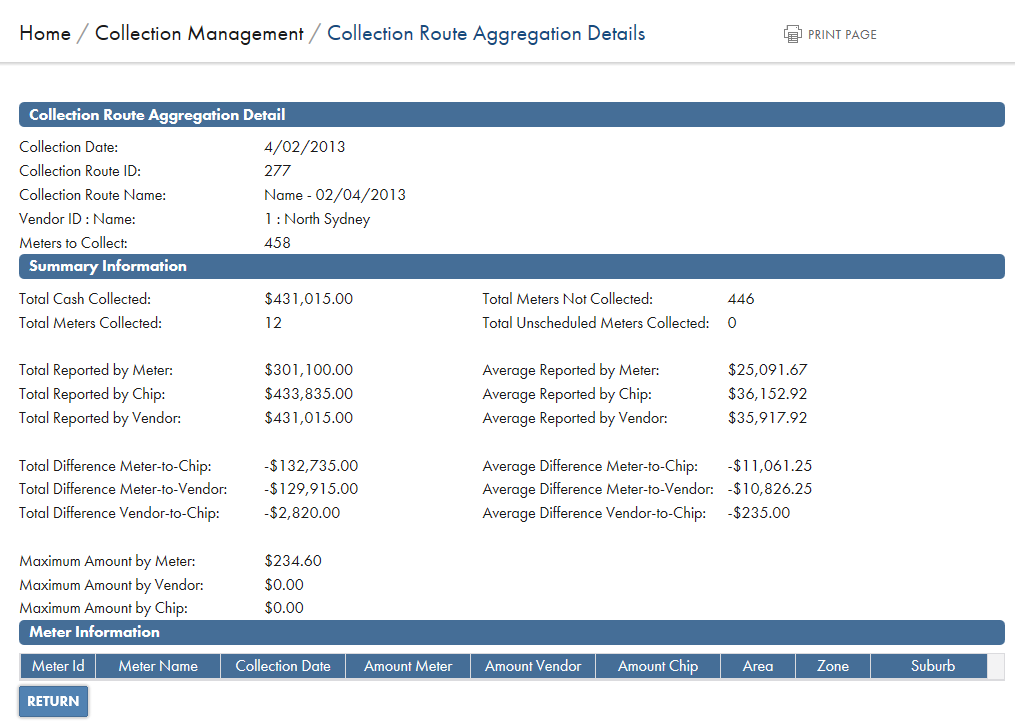 Home / Collection Management / Collection Route Aggregation Details PRINT PAGE
Collection Route Aggregation Detail
Collection Date: 4/02/2013
Collection Route ID: 277
Collection Route Name: Name - 02/04/2013
Vendor ID : Name: 1 : North Sydney
Meters to Collect: 458
Summary Information
Total Cash Collected: $431,015.00 Total Meters Not Collected: 446
Total Meters Collected: 12 Total Unscheduled Meters Collected: 0
Total Reported by Meter: $301,100.00 Average Reported by Meter: $25,091.67
Total Reported by Chip: $433,835.00 Average Reported by Chip: $36,152.92
Total Reported by Vendor: $431,015.00 Average Reported by Vendor: $35,917.92
Total Difference Meter-to-Chip: -$132,735.00 Average Difference Meter-to-Chip: -$11,061.25
Total Difference Meter-to-Vendor: -$129,915.00 Average Difference Meter-to-Vendor: -$10,826.25
Total Difference Vendor-to-Chip: -$2,820.00 Average Difference Vendor-to-Chip: -$235.00
Maximum Amount by Meter: $234.60
Maximum Amount by Vendor: $0.00
Maximum Amount by Chip: $0.00
Meter Information
Meter Id Meter Name Collection Date Amount Meter Amount Vendor Amount Chip Area Zone Suburb
RETURN